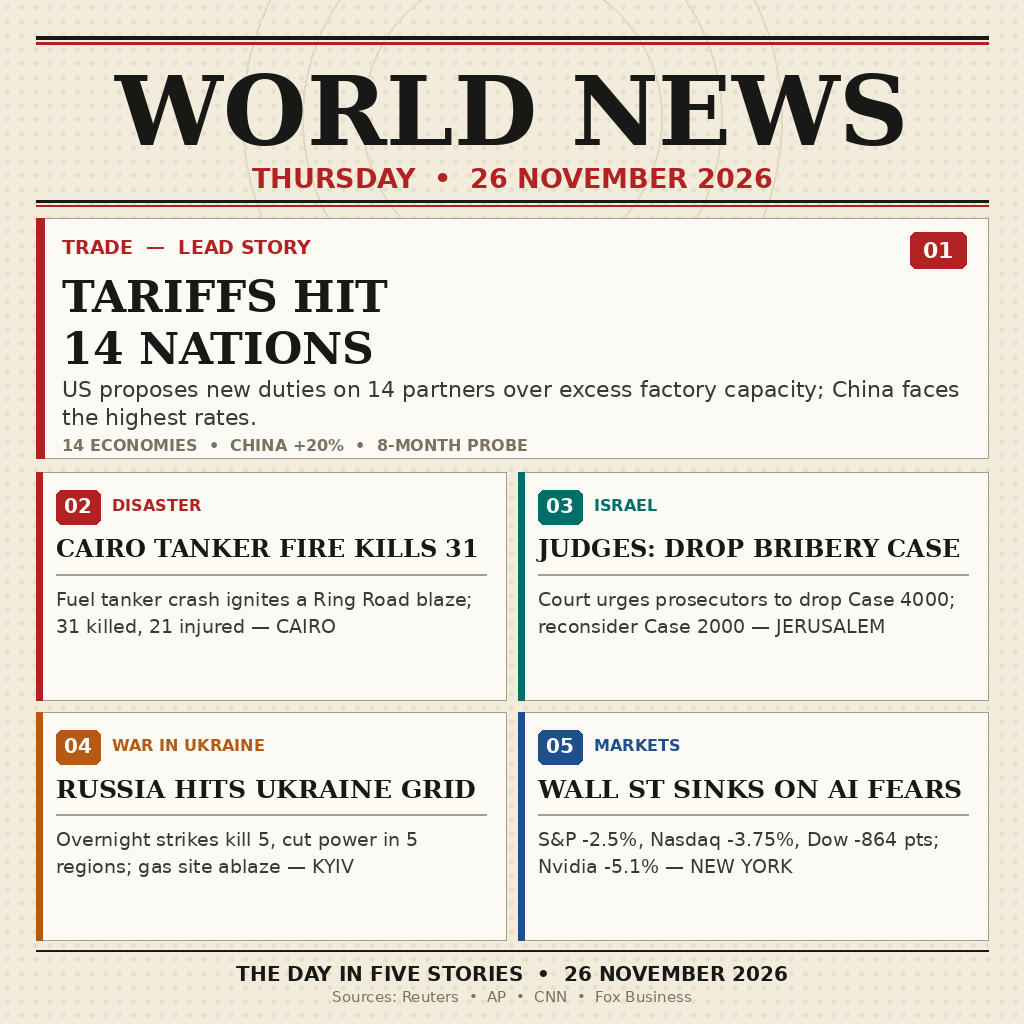 WORLD NEWS
THURSDAY • 26 NOVEMBER 2026
TRADE — LEAD STORY
01
TARIFFS HIT
14 NATIONS
US proposes new duties on 14 partners over excess factory capacity; China faces
the highest rates.
14 ECONOMIES • CHINA +20% • 8-MONTH PROBE
02 DISASTER
CAIRO TANKER FIRE KILLS 31
Fuel tanker crash ignites a Ring Road blaze;
31 killed, 21 injured — CAIRO
03 ISRAEL
JUDGES: DROP BRIBERY CASE
Court urges prosecutors to drop Case 4000;
reconsider Case 2000 — JERUSALEM
04 WAR IN UKRAINE
RUSSIA HITS UKRAINE GRID
Overnight strikes kill 5, cut power in 5
regions; gas site ablaze — KYIV
05 MARKETS
WALL ST SINKS ON AI FEARS
S&P -2.5%, Nasdaq -3.75%, Dow -864 pts;
Nvidia -5.1% — NEW YORK
THE DAY IN FIVE STORIES • 26 NOVEMBER 2026
Sources: Reuters • AP • CNN • Fox Business